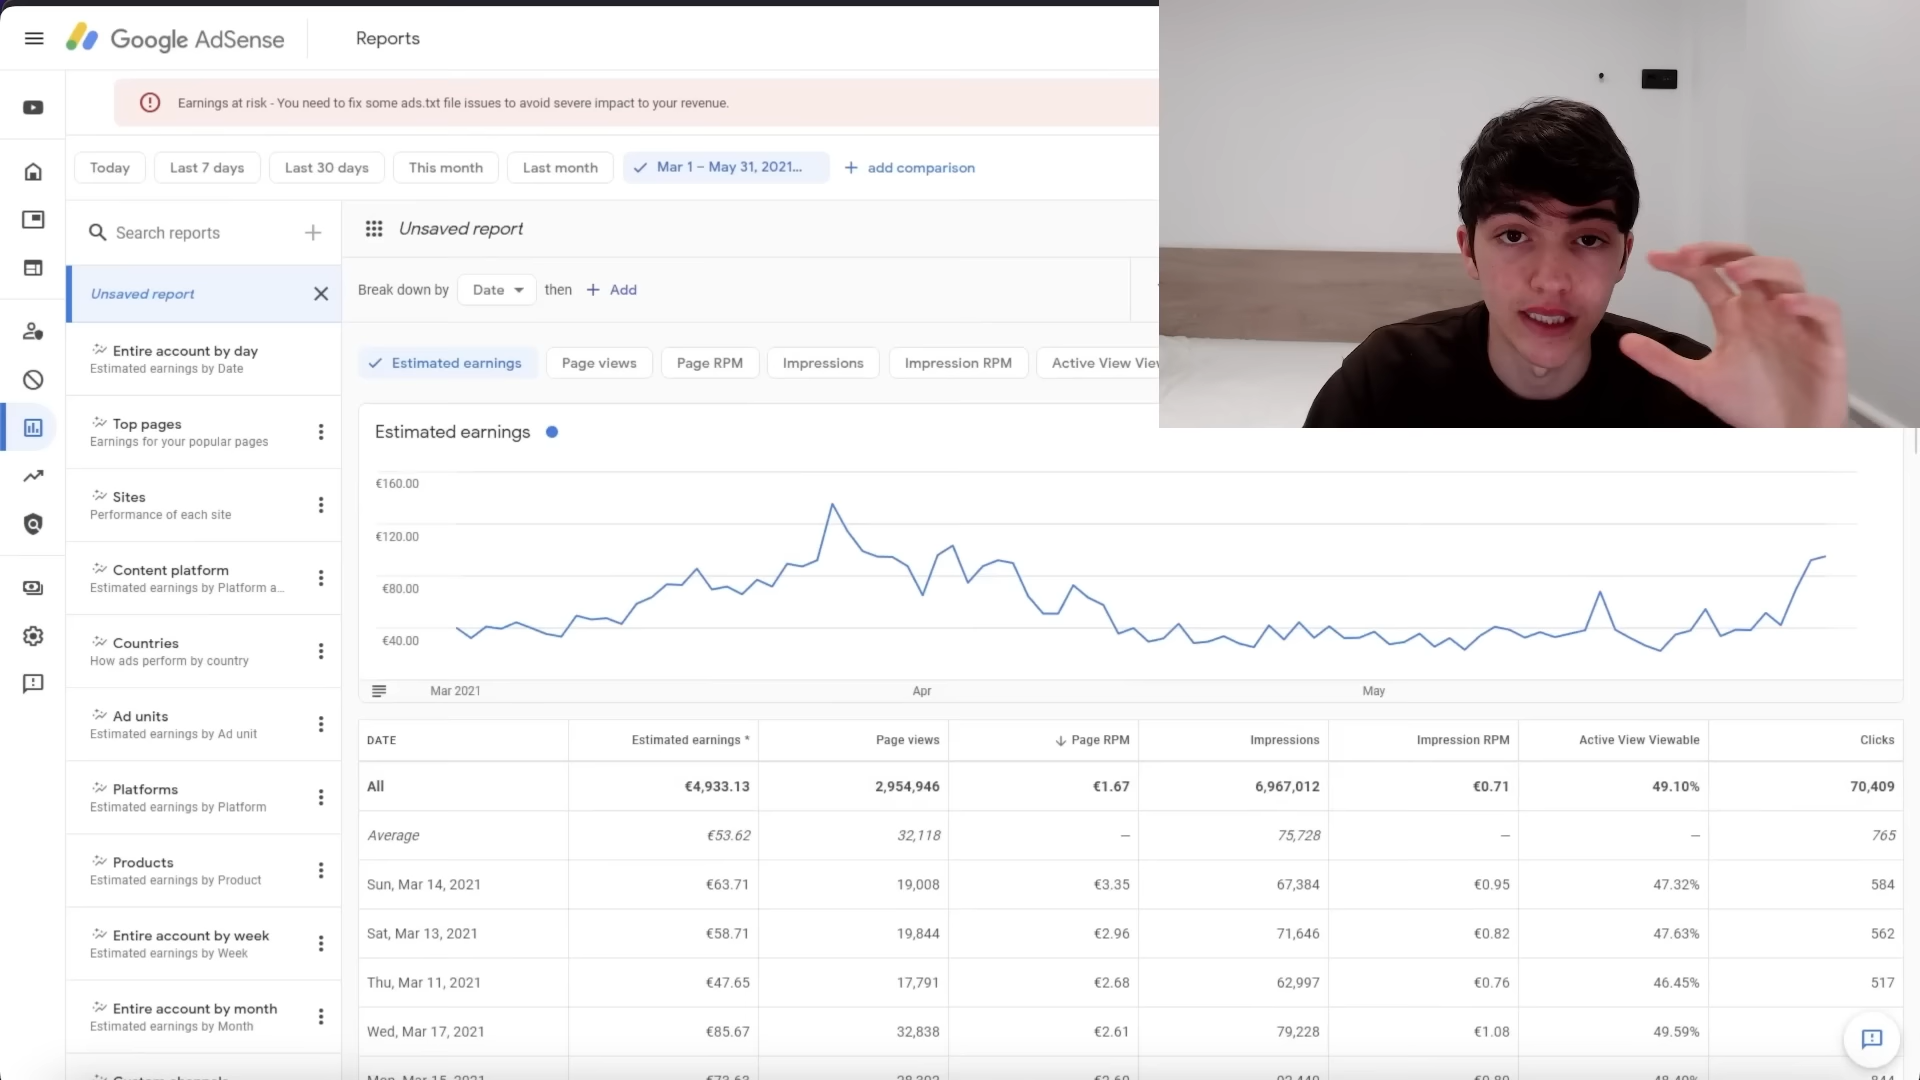 Google AdSense
Reports
Earnings at risk - You need to fix some ads.txt file issues to avoid severe impact to your revenue.
Today
Last 7 days
Last 30 days
This month
Last month
Mar 1 – May 31, 2021...
add comparison
Search reports
Unsaved report
Unsaved report
Break down by Date then + Add
Estimated earnings
Page views
Page RPM
Impressions
Impression RPM
Active View
Entire account by day
Estimated earnings by Date
Top pages
Earnings for your popular pages
Sites
Performance of each site
Content platform
Estimated earnings by Platform a...
Countries
How ads perform by country
Ad units
Estimated earnings by Ad unit
Platforms
Estimated earnings by Platform
Products
Estimated earnings by Product
Entire account by week
Estimated earnings by Week
Entire account by month
Estimated earnings by Month
Estimated earnings
€160.00
€120.00
€80.00
€40.00
Mar 2021 Apr May
DATE Estimated earnings * Page views Page RPM Impressions Impression RPM Active View Viewable Clicks
All €4,933.13 2,954,946 €1.67 6,967,012 €0.71 49.10% 70,409
Average €53.62 32,118 — 75,728 — — 765
Sun, Mar 14, 2021 €63.71 19,008 €3.35 67,384 €0.95 47.32% 584
Sat, Mar 13, 2021 €58.71 19,844 €2.96 71,646 €0.82 47.63% 562
Thu, Mar 11, 2021 €47.65 17,791 €2.68 62,997 €0.76 46.45% 517
Wed, Mar 17, 2021 €85.67 32,838 €2.61 79,228 €1.08 49.59%